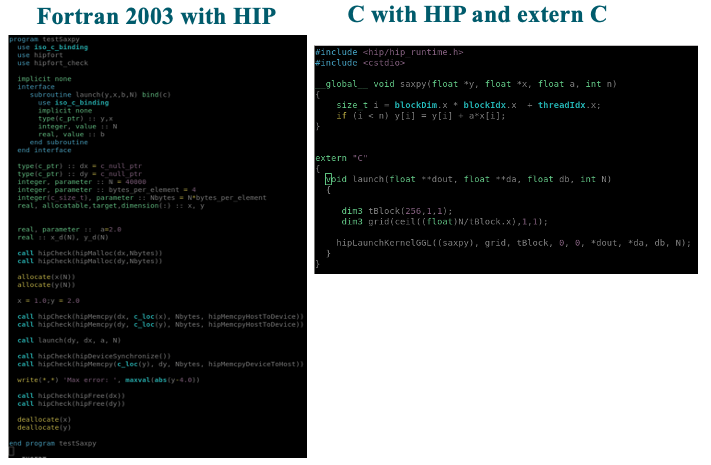 Fortran 2003 with HIP
program testSaxpy
use iso_c_binding
use hipfort
use hipfort_check
implicit none
interface
subroutine launch(y,x,b,N) bind(c)
use iso_c_binding
implicit none
type(c_ptr) :: y,x
integer, value :: N
real, value :: b
end subroutine
end interface
type(c_ptr) :: dx = c_null_ptr
type(c_ptr) :: dy = c_null_ptr
integer, parameter :: N = 40000
integer, parameter :: bytes_per_element = 4
integer(c_size_t), parameter :: Nbytes = N*bytes_per_element
real, allocatable,target,dimension(:) :: x, y
real, parameter :: a=2.0
real :: x_d(N), y_d(N)
call hipCheck(hipMalloc(dx,Nbytes))
call hipCheck(hipMalloc(dy,Nbytes))
allocate(x(N))
allocate(y(N))
x = 1.0;y = 2.0
call hipCheck(hipMemcpy(dx, c_loc(x), Nbytes, hipMemcpyHostToDevice))
call hipCheck(hipMemcpy(dy, c_loc(y), Nbytes, hipMemcpyHostToDevice))
call launch(dy, dx, a, N)
call hipCheck(hipDeviceSynchronize())
call hipCheck(hipMemcpy(c_loc(y), dy, Nbytes, hipMemcpyDeviceToHost))
write(*,*) 'Max error: ', maxval(abs(y-4.0))
call hipCheck(hipFree(dx))
call hipCheck(hipFree(dy))
deallocate(x)
deallocate(y)
end program testSaxpy
C with HIP and extern C
#include <hip/hip_runtime.h>
#include <cstdio>
__global__ void saxpy(float *y, float *x, float a, int n)
{
size_t i = blockDim.x * blockIdx.x + threadIdx.x;
if (i < n) y[i] = y[i] + a*x[i];
}
extern "C"
{
void launch(float **dout, float **da, float db, int N)
{
dim3 tBlock(256,1,1);
dim3 grid(ceil((float)N/tBlock.x),1,1);
hipLaunchKernelGGL((saxpy), grid, tBlock, 0, 0, *dout, *da, db, N);
}
}